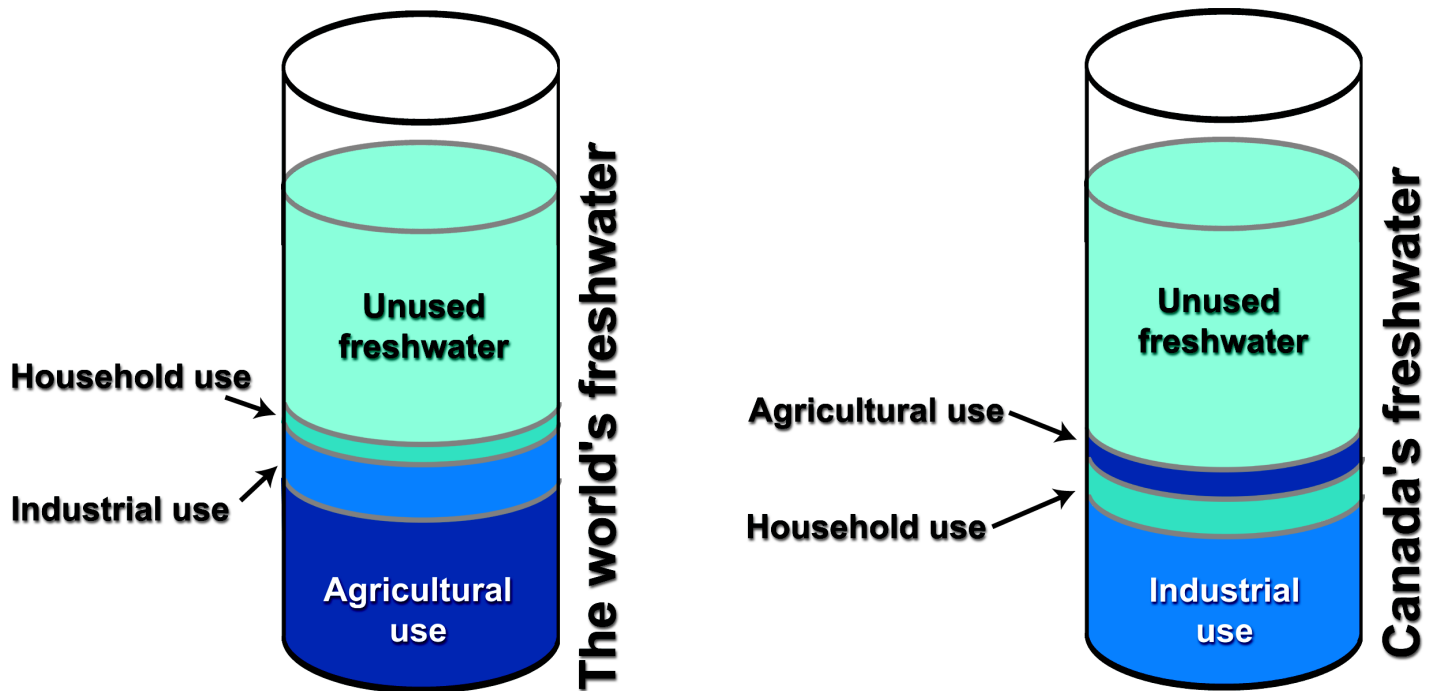 Unused
freshwater
Household use
Industrial use
Agricultural
use
The world's freshwater
Unused
freshwater
Agricultural use
Household use
Industrial
use
Canada's freshwater